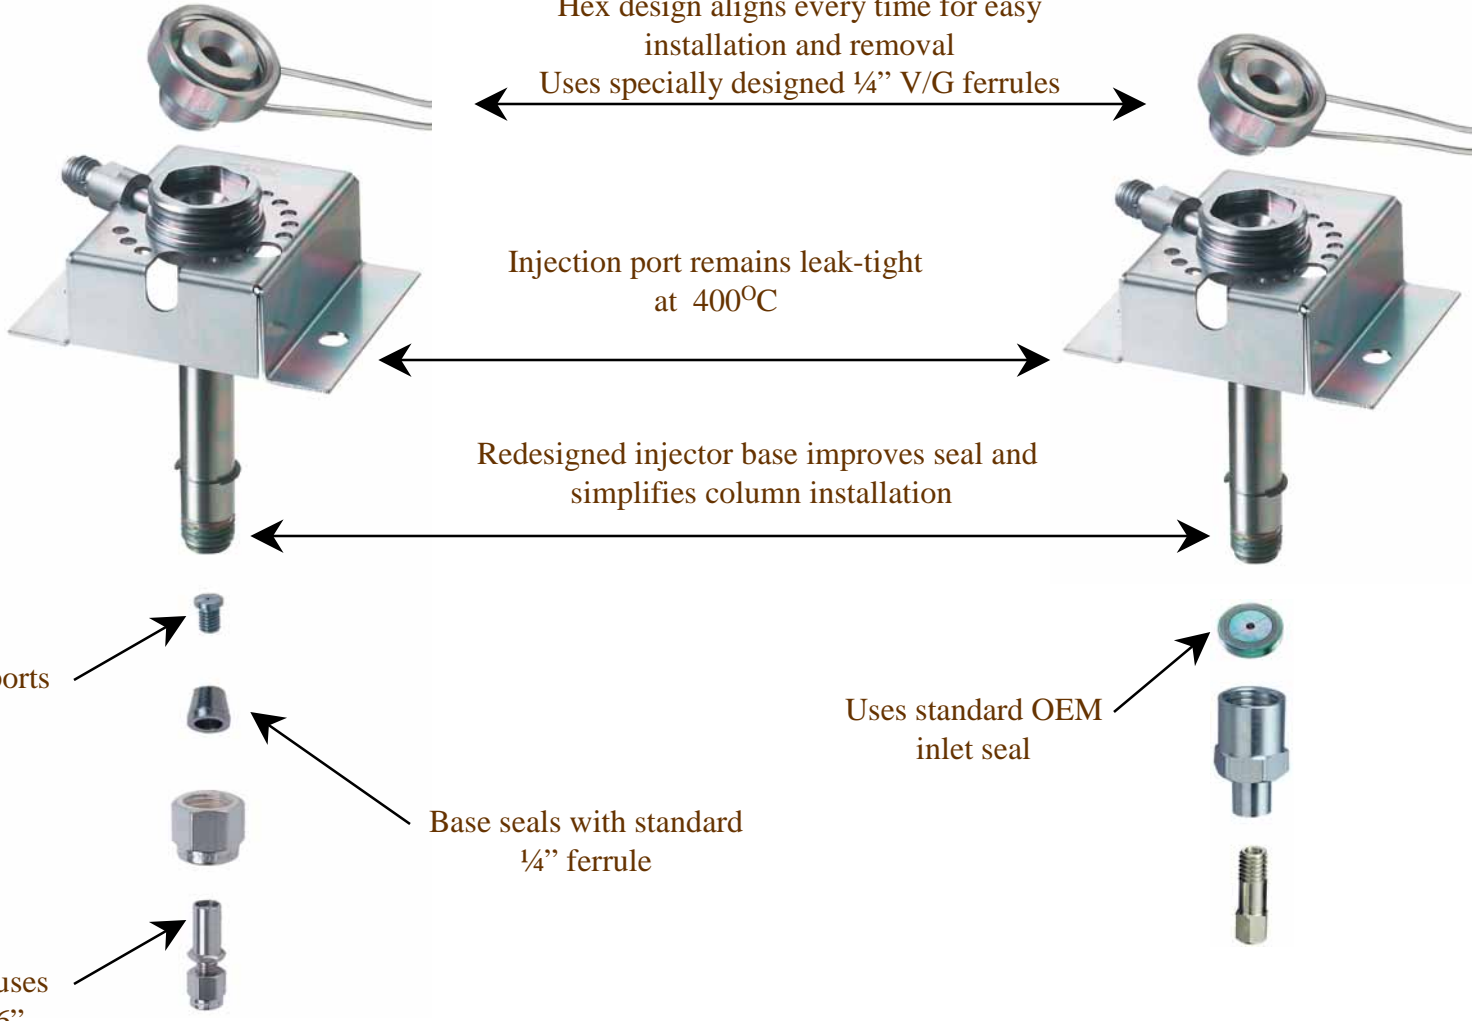 Hex design aligns every time for easy
installation and removal
Uses specially designed ¼” V/G ferrules
Injection port remains leak-tight
at 400ᴼC
Redesigned injector base improves seal and
simplifies column installation
Uses standard OEM
inlet seal
Base seals with standard
¼” ferrule
uses